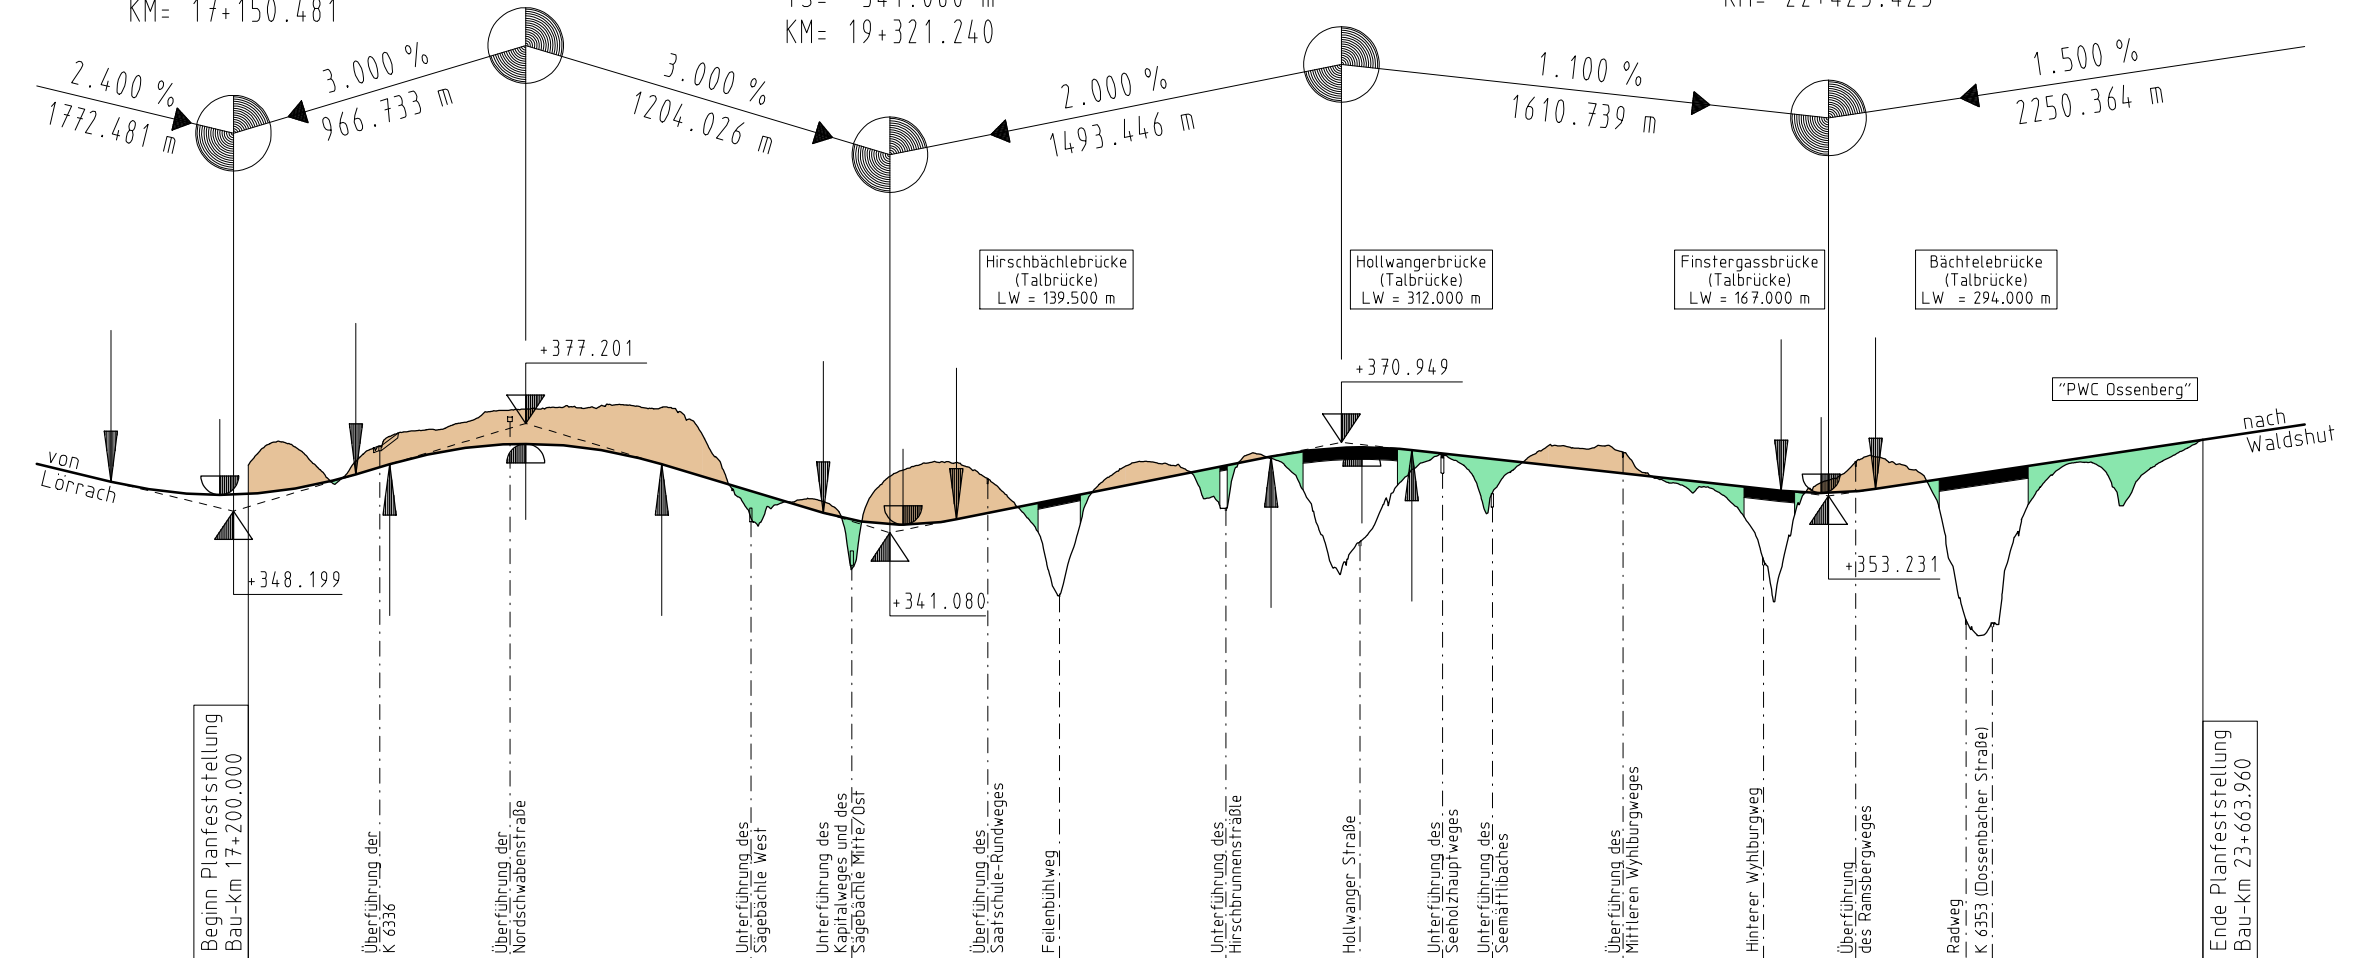 KM= 17+150.481
KM= 19+321.240
KM= 22+425.425
2.400 %
1772.481 m
3.000 %
966.733 m
3.000 %
1204.026 m
2.000 %
1493.446 m
1.100 %
1610.739 m
1.500 %
2250.364 m
Hirschbächlebrücke
(Talbrücke)
LW = 139.500 m
Hollwangerbrücke
(Talbrücke)
LW = 312.000 m
Finstergassbrücke
(Talbrücke)
LW = 167.000 m
Bächtelebrücke
(Talbrücke)
LW = 294.000 m
+377.201
+370.949
"PWC Ossenberg"
von
Lörrach
nach
Waldshut
+348.199
+341.080
+353.231
Beginn Planfeststellung
Bau-Km 17+200.000
Überführung der
K 6336
Überführung der
Nordschwabenstraße
Unterführung des
Sägebächle West
Unterführung des
Kapitalweges und des
Sägebächle Mitte/Ost
Überführung des
Saatschule-Rundweges
Feilenbühlweg
Unterführung des
Hirschbrunnensträßle
Hollwanger Straße
Unterführung des
Seeholzhauptweges
Unterführung des
Seemättlibaches
Überführung des
Mittleren Wyhlburgweges
Hinterer Wyhlburgweg
Überführung
des Ramsbergweges
Radweg
K 6353 (Dossenbacher Straße)
Ende Planfeststellung
Bau-Km 23+663.960